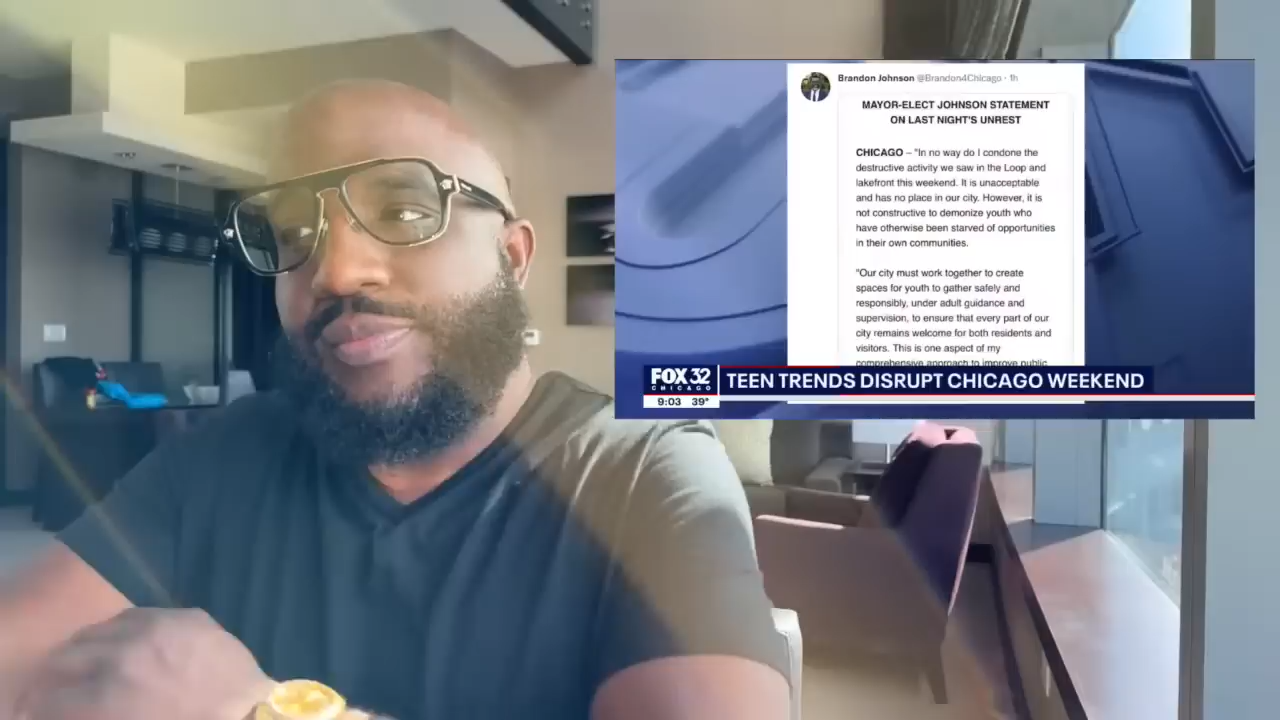 Brandon Johnson @Brandon4Chicago · 1h
MAYOR-ELECT JOHNSON STATEMENT
ON LAST NIGHT'S UNREST
CHICAGO – "In no way do I condone the
destructive activity we saw in the Loop and
lakefront this weekend. It is unacceptable
and has no place in our city. However, it is
not constructive to demonize youth who
have otherwise been starved of opportunities
in their own communities.
"Our city must work together to create
spaces for youth to gather safely and
responsibly, under adult guidance and
supervision, to ensure that every part of our
city remains welcome for both residents and
visitors. This is one aspect of my
comprehensive approach to improve public
FOX 32
CHICAGO
TEEN TRENDS DISRUPT CHICAGO WEEKEND
9:03 39°